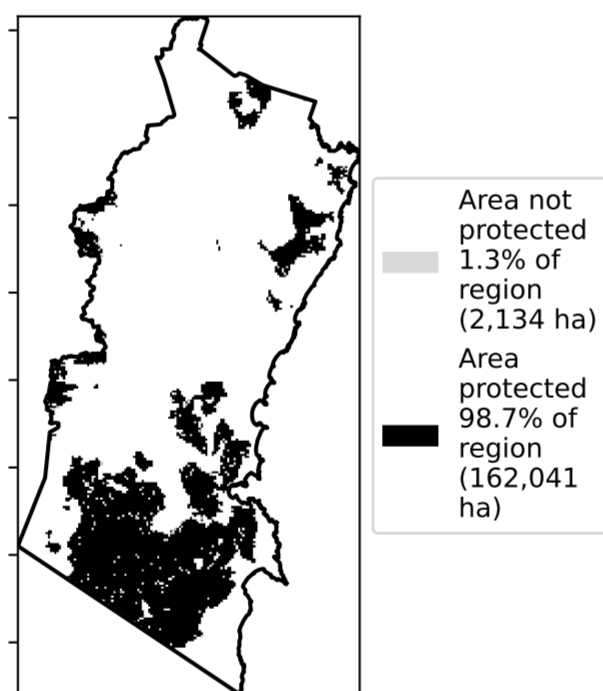 Area not
protected
1.3% of
region
(2,134 ha)
Area
protected
98.7% of
region
(162,041
ha)